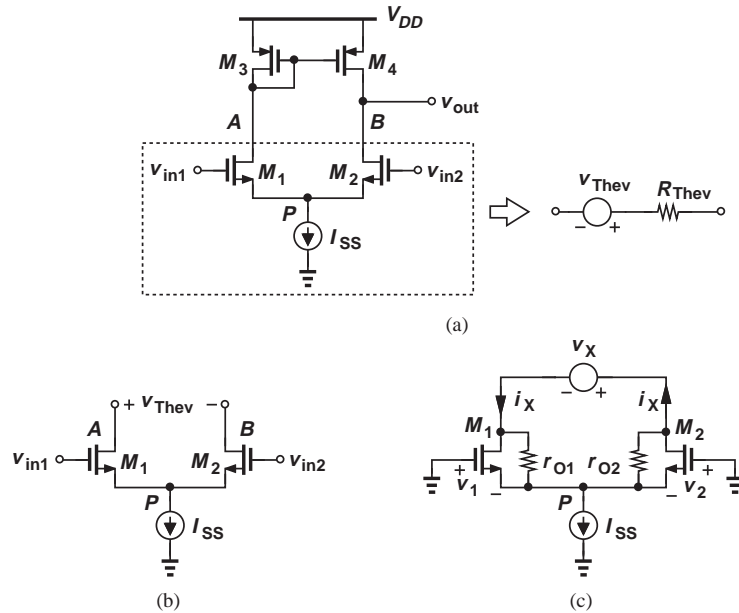 V_DD
M_3 M_4
v_out
A B
v_in1 M_1 M_2 v_in2
P
I_SS
v_Thev R_Thev
− +
(a)
v_X
− +
i_X i_X
M_1 M_2
r_O1 r_O2
+ v_1 − − v_2 +
P
I_SS
(c)
+ v_Thev −
A B
v_in1 M_1 M_2 v_in2
P
I_SS
(b)